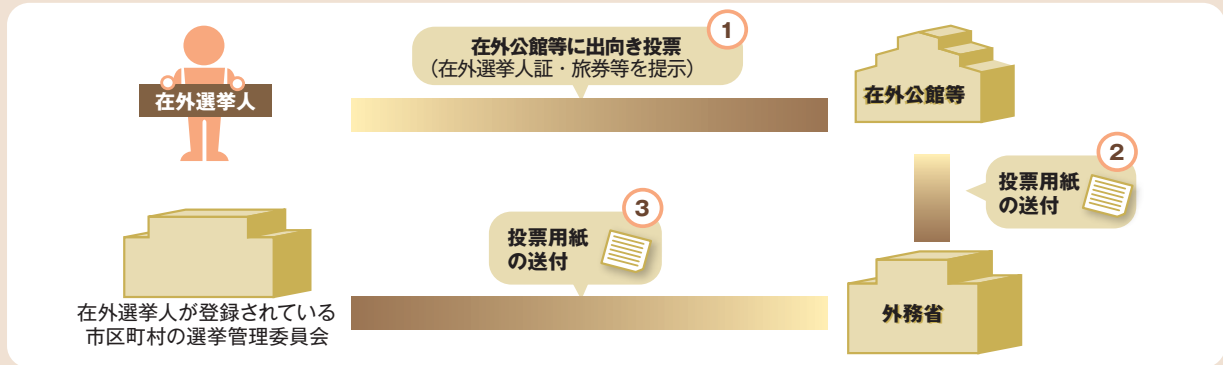 ①
在外公館等に出向き投票
（在外選挙人証・旅券等を提示）
在外選挙人
在外公館等
②
投票用紙
の送付
③
投票用紙
の送付
外務省
在外選挙人が登録されている
市区町村の選挙管理委員会